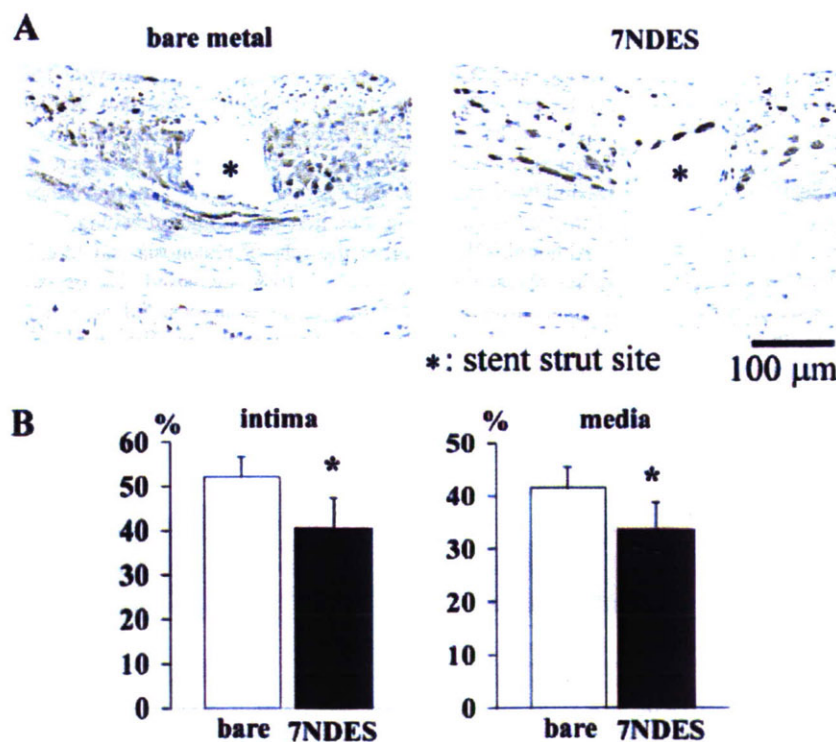 A
bare metal 7NDES
* *
*: stent strut site 100 μm
B
% intima % media
60 50
50 * 40 *
40 30
30 20
20 10
10 0
0
bare 7NDES bare 7NDES